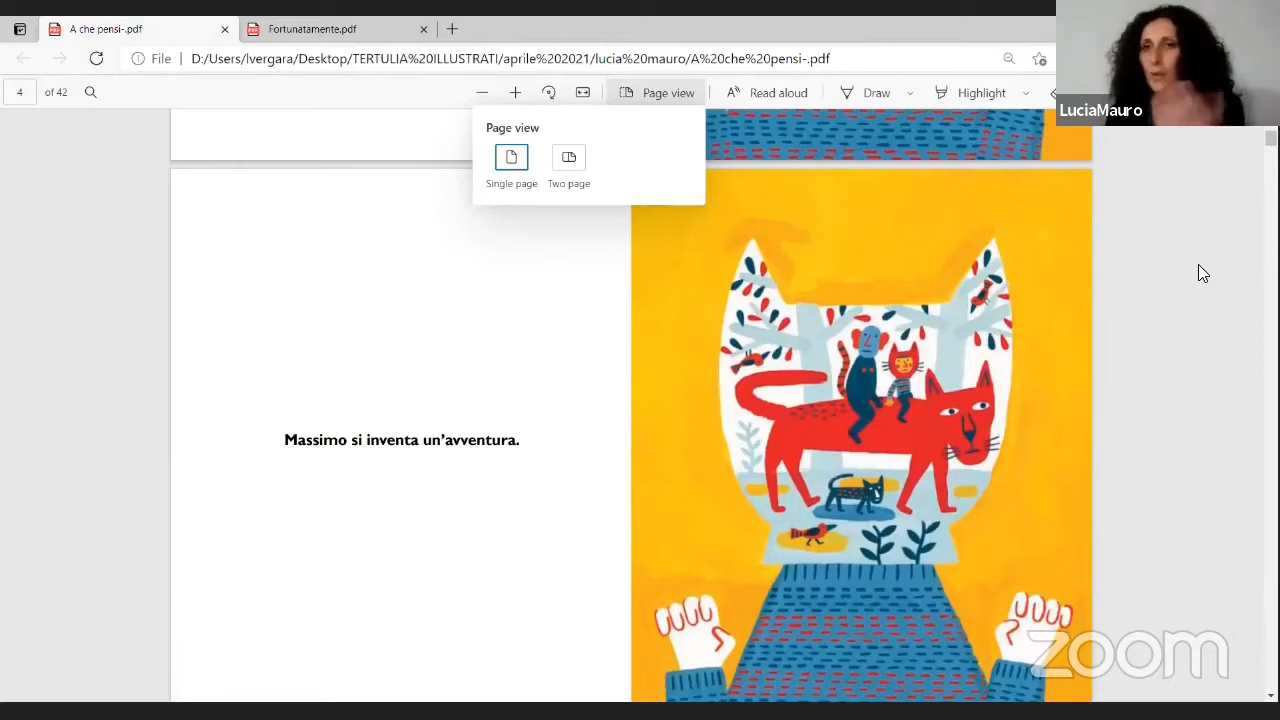 A che pensi-.pdf
Fortunatamente.pdf
File
D:/Users/lvergara/Desktop/TERTULIA%20ILLUSTRATI/aprile%202021/lucia%20mauro/A%20che%20pensi-.pdf
4 of 42
Page view
Read aloud
Draw
Highlight
LuciaMauro
Page view
Single page
Two page
Massimo si inventa un'avventura.
zoom